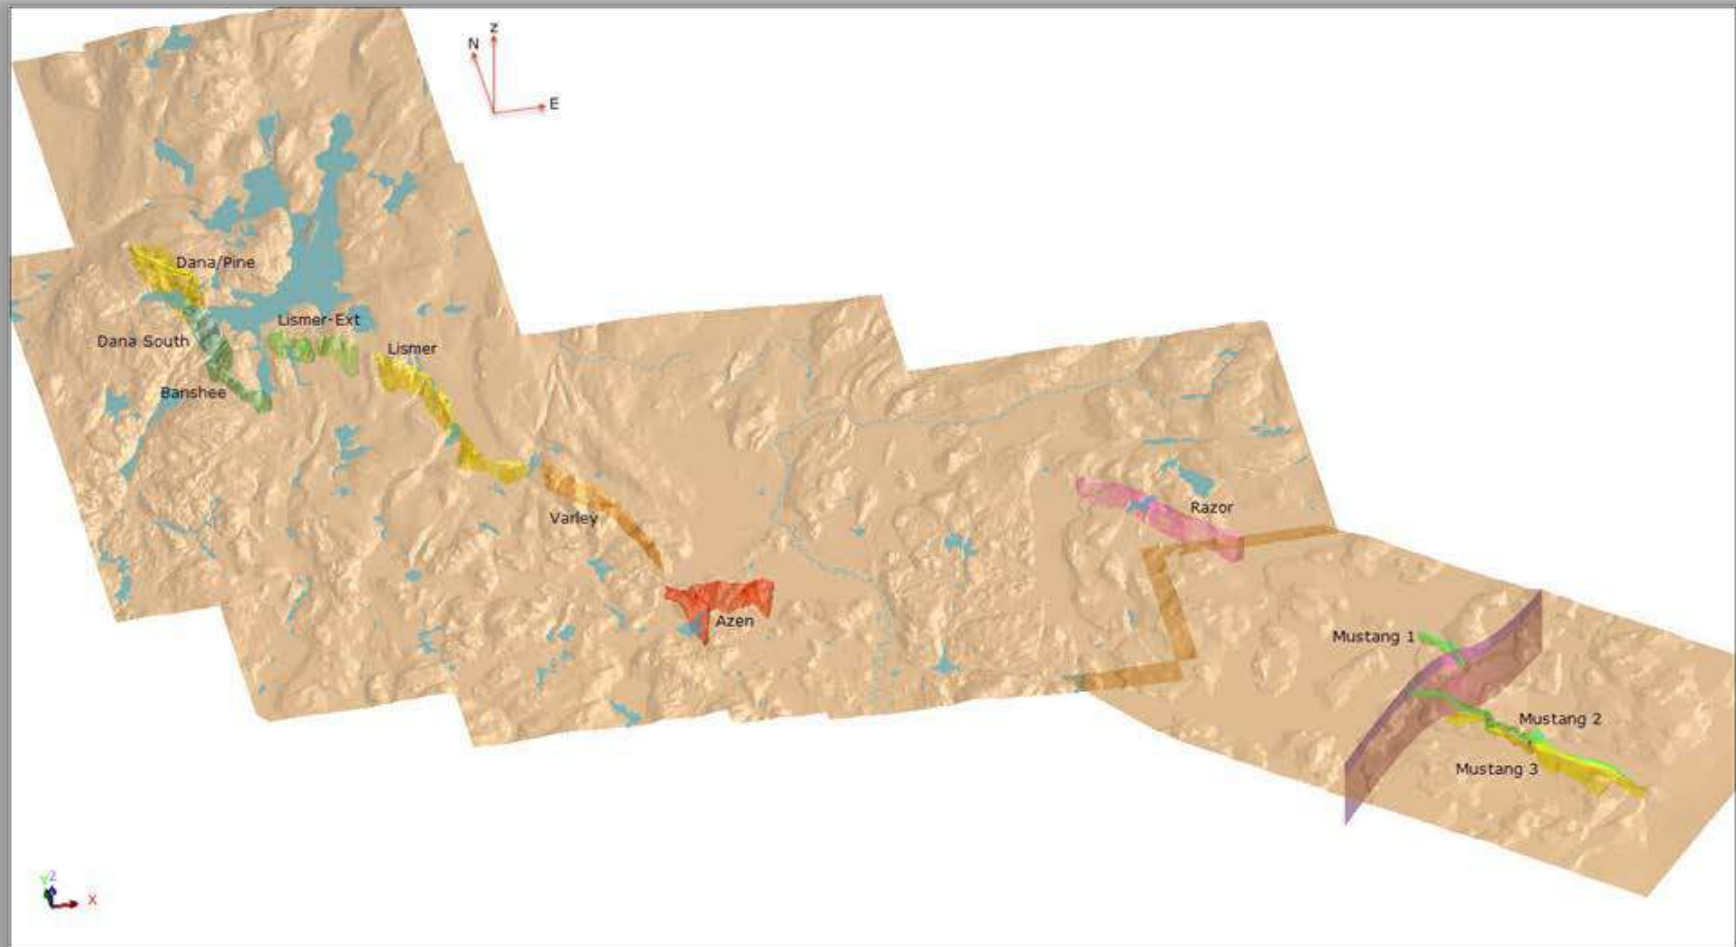 Z
N
E
Dana/Pine
Lismer-Ext
Dana South
Lismer
Banshee
Razor
Varley
Azen
Mustang 1
Mustang 2
Mustang 3
Y Z
X